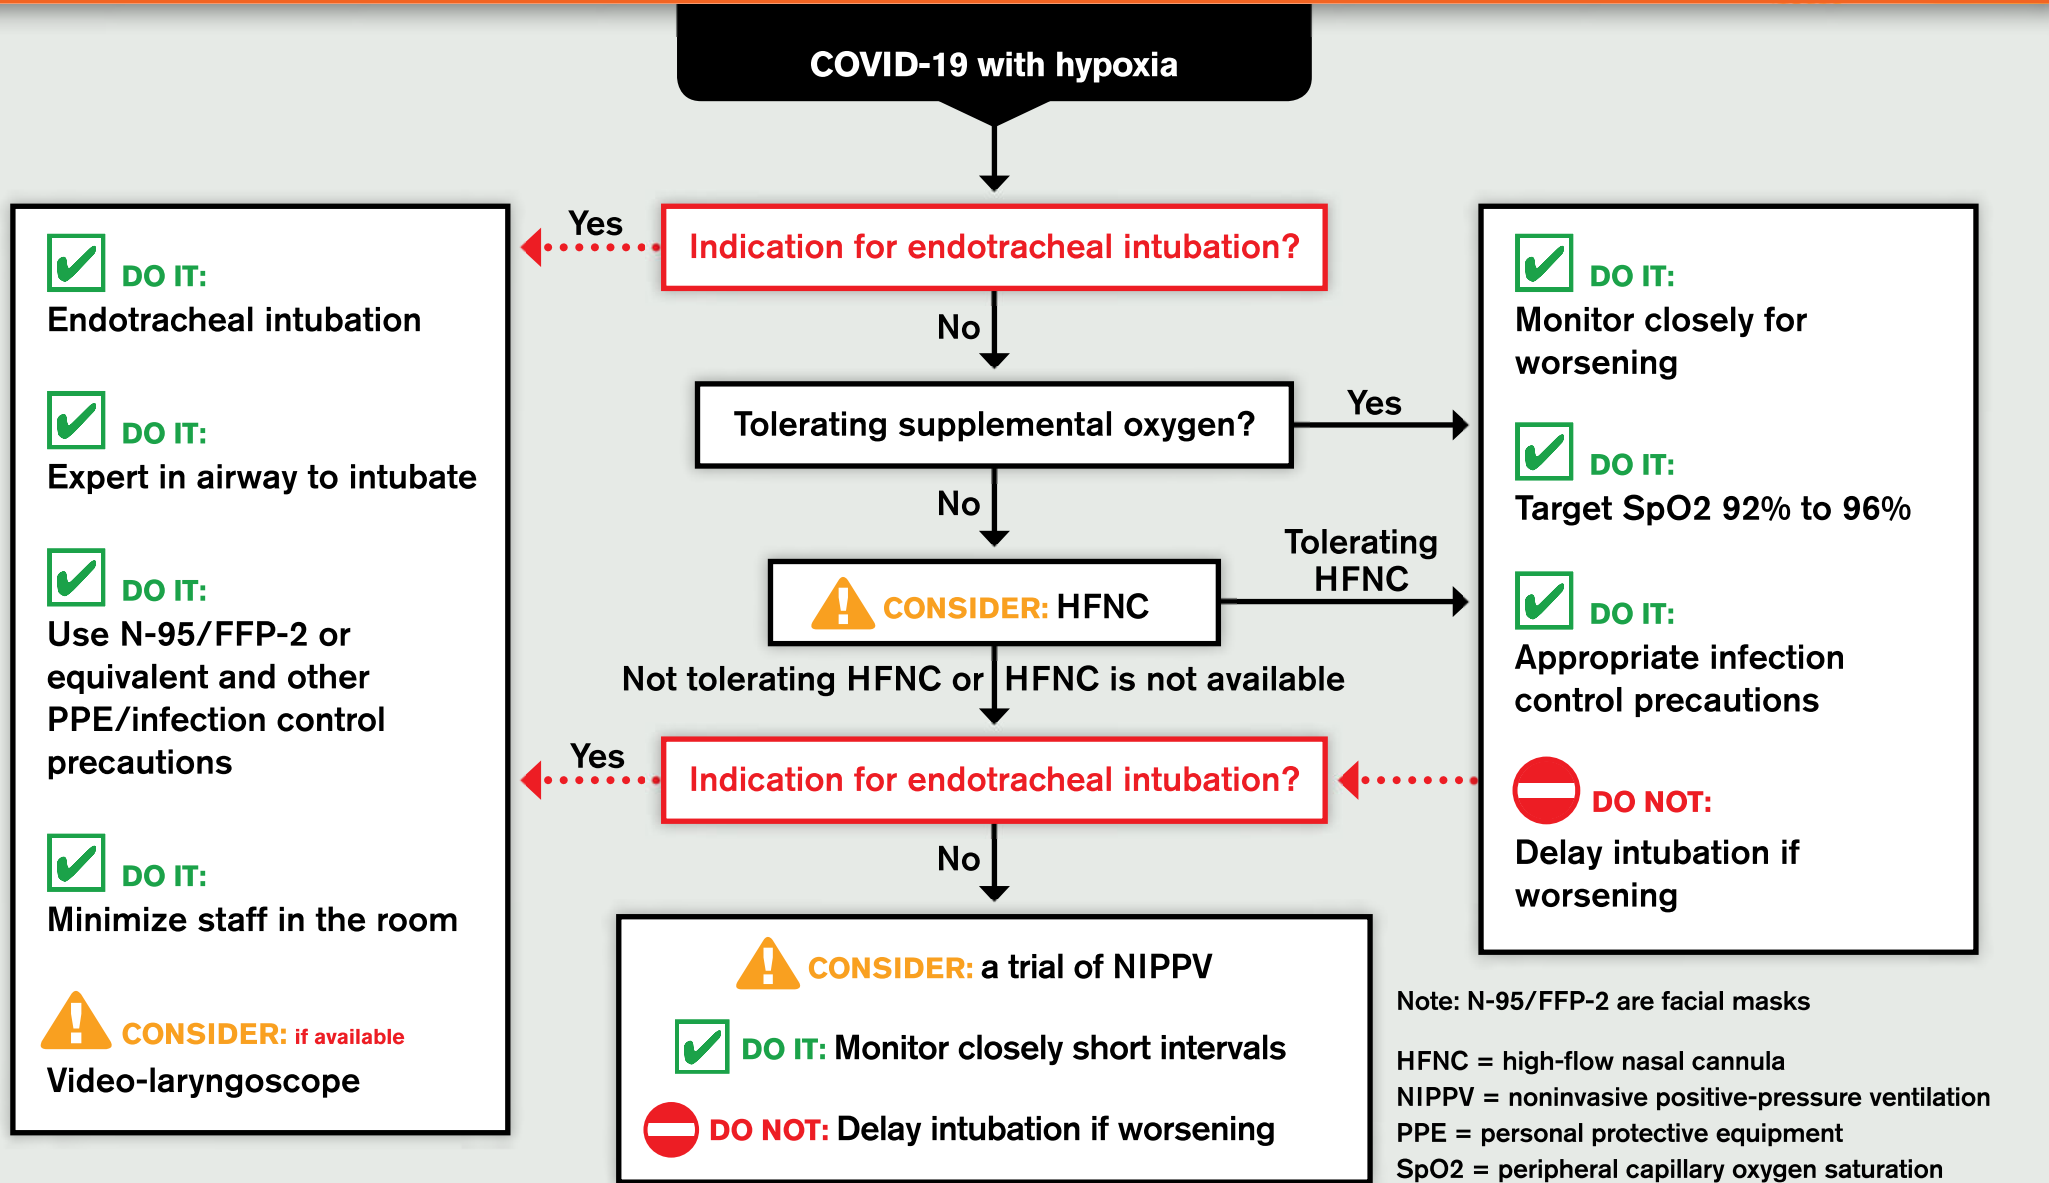 COVID-19 with hypoxia
Yes
Indication for endotracheal intubation?
No
Tolerating supplemental oxygen?
Yes
No
CONSIDER: HFNC
Tolerating
HFNC
Not tolerating HFNC or HFNC is not available
Yes
Indication for endotracheal intubation?
No
CONSIDER: a trial of NIPPV
DO IT: Monitor closely short intervals
DO NOT: Delay intubation if worsening
DO IT:
Endotracheal intubation
DO IT:
Expert in airway to intubate
DO IT:
Use N-95/FFP-2 or
equivalent and other
PPE/infection control
precautions
DO IT:
Minimize staff in the room
CONSIDER: if available
Video-laryngoscope
DO IT:
Monitor closely for
worsening
DO IT:
Target SpO2 92% to 96%
DO IT:
Appropriate infection
control precautions
DO NOT:
Delay intubation if
worsening
Note: N-95/FFP-2 are facial masks
HFNC = high-flow nasal cannula
NIPPV = noninvasive positive-pressure ventilation
PPE = personal protective equipment
SpO2 = peripheral capillary oxygen saturation